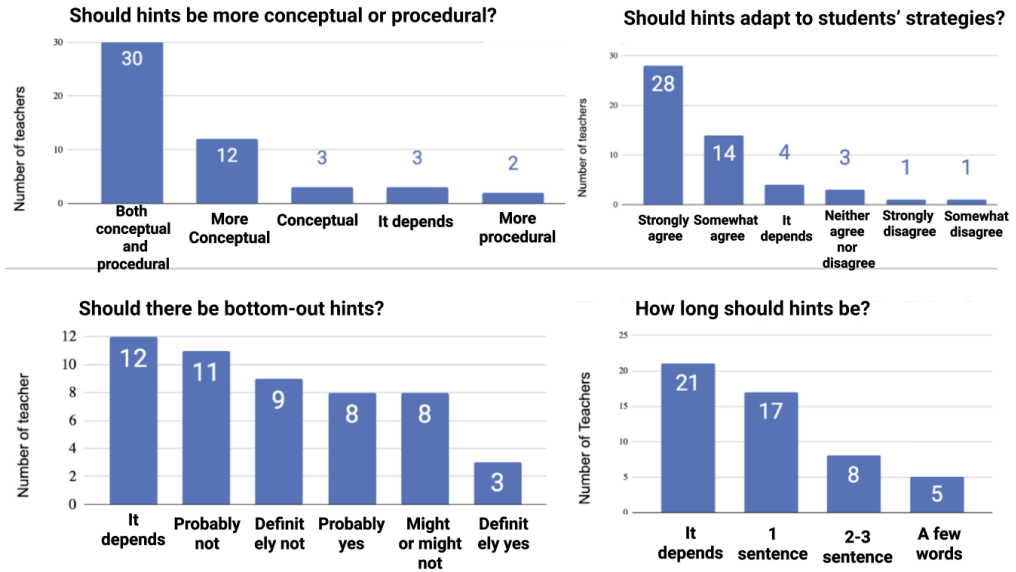 Should hints be more conceptual or procedural?
Number of teachers
30
20
10
0
30
12
3
3
2
Both
conceptual
and
procedural
More
Conceptual
Conceptual
It depends
More
procedural
Should hints adapt to students’ strategies?
Number of teachers
30
20
10
0
28
14
4
3
1
1
Strongly
agree
Somewhat
agree
It
depends
Neither
agree
nor
disagree
Strongly
disagree
Somewhat
disagree
Should there be bottom-out hints?
Number of teacher
12
10
8
6
4
2
0
12
11
9
8
8
3
It
depends
Probably
not
Definit
ely not
Probably
yes
Might
or might
not
Definit
ely yes
How long should hints be?
Number of Teachers
25
20
15
10
5
0
21
17
8
5
It
depends
1
sentence
2-3
sentence
A few
words